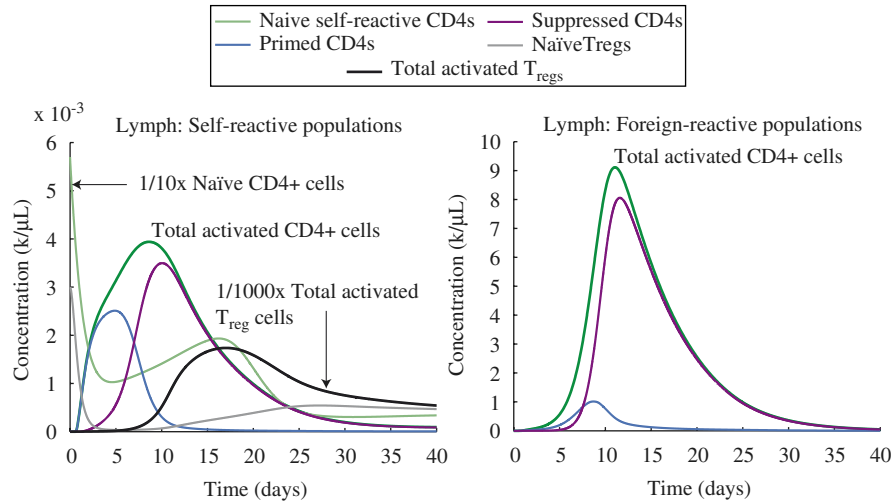 Naive self-reactive CD4s
Suppressed CD4s
Primed CD4s
NaïveTregs
Total activated Tregs
x 10-3
Lymph: Self-reactive populations
6
5
4
3
2
1
0
Concentration (k/μL)
1/10x Naïve CD4+ cells
Total activated CD4+ cells
1/1000x Total activated
Treg cells
0 5 10 15 20 25 30 35 40
Time (days)
Lymph: Foreign-reactive populations
Total activated CD4+ cells
10
9
8
7
6
5
4
3
2
1
0
Concentration (k/μL)
0 5 10 15 20 25 30 35 40
Time (days)